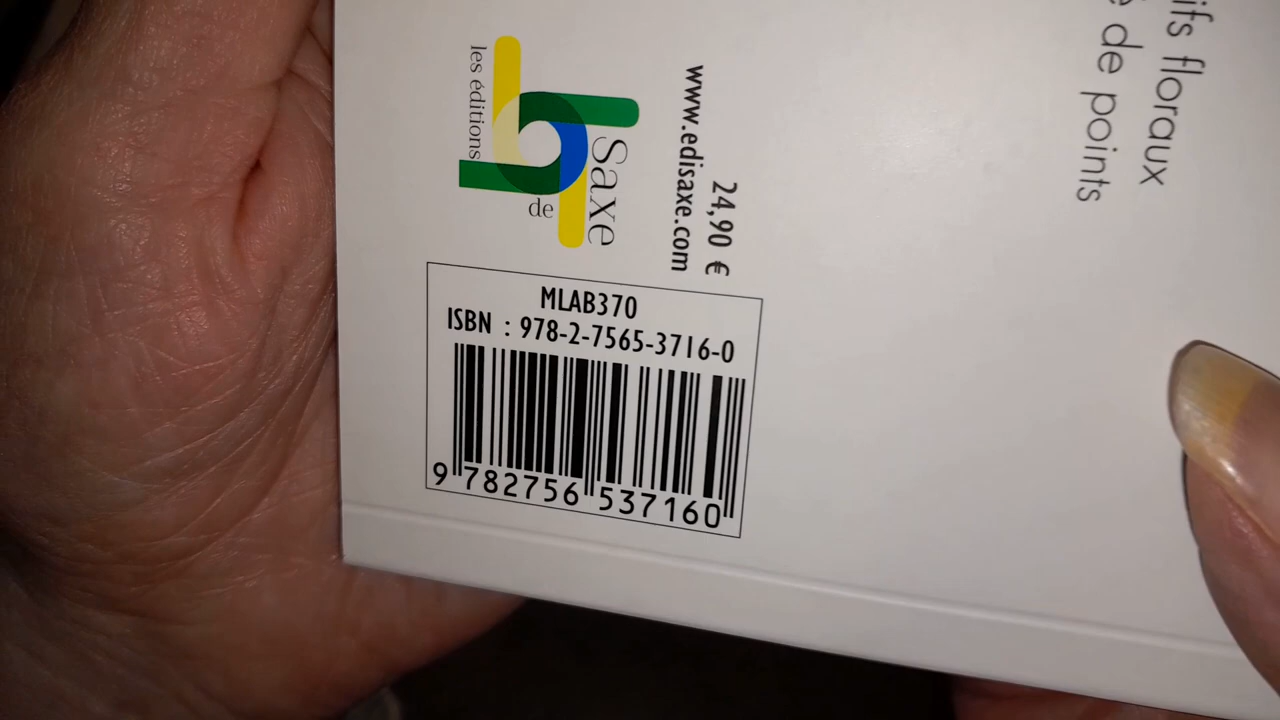 floraux
de points
les éditions
de
Saxe
www.edisaxe.com
24,90 €
MLAB370
ISBN : 978-2-7565-3716-0
9 782756 537160